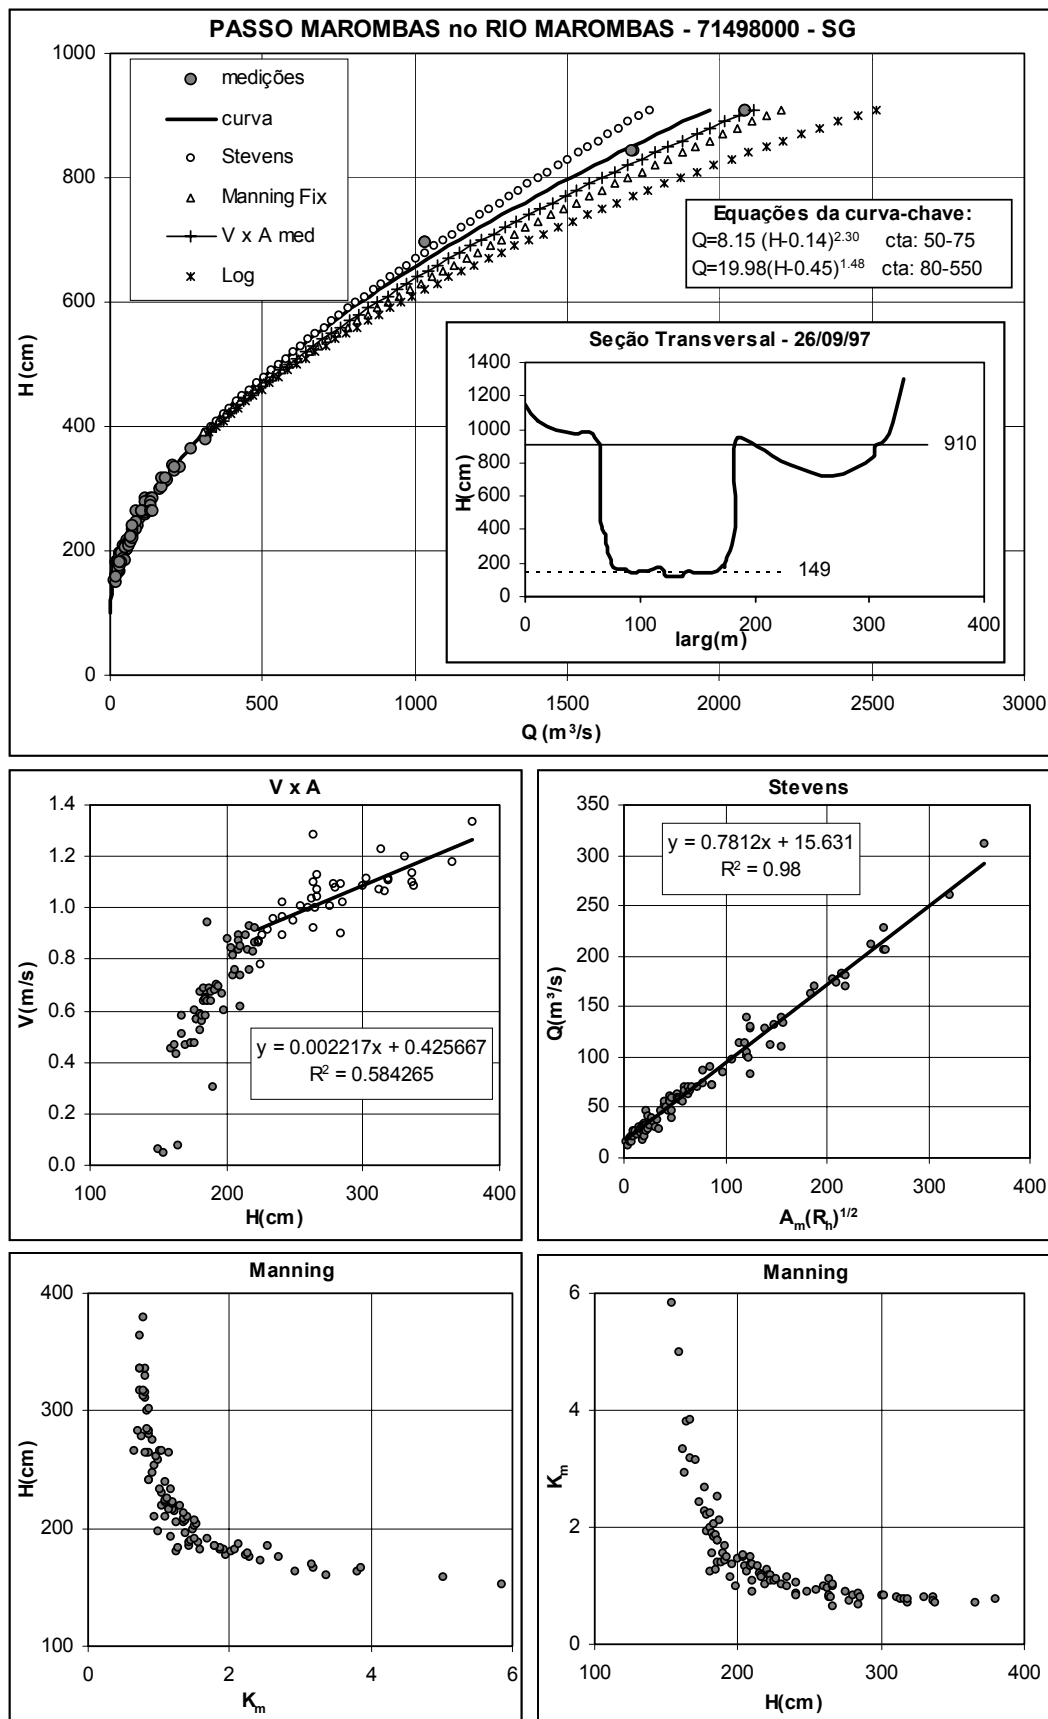 PASSO MAROMBAS no RIO MAROMBAS - 71498000 - SG
1000
800
600
400
200
0
H (cm)
medições
curva
Stevens
Manning Fix
V x A med
Log
Equações da curva-chave:
Q=8.15 (H-0.14)^2.30 cta: 50-75
Q=19.98(H-0.45)^1.48 cta: 80-550
Seção Transversal - 26/09/97
1400
1200
1000
800
600
400
200
0
H(cm)
910
149
0 100 200 300 400
larg(m)
0 500 1000 1500 2000 2500 3000
Q (m³/s)
V x A
1.4
1.2
1.0
0.8
0.6
0.4
0.2
0.0
V(m/s)
y = 0.002217x + 0.425667
R² = 0.584265
100 200 300 400
H(cm)
Stevens
350
300
250
200
150
100
50
0
Q(m³/s)
y = 0.7812x + 15.631
R² = 0.98
0 100 200 300 400
Am(Rh)^1/2
Manning
400
300
200
100
H(cm)
0 2 4 6
Km
Manning
6
4
2
0
Km
100 200 300 400
H(cm)